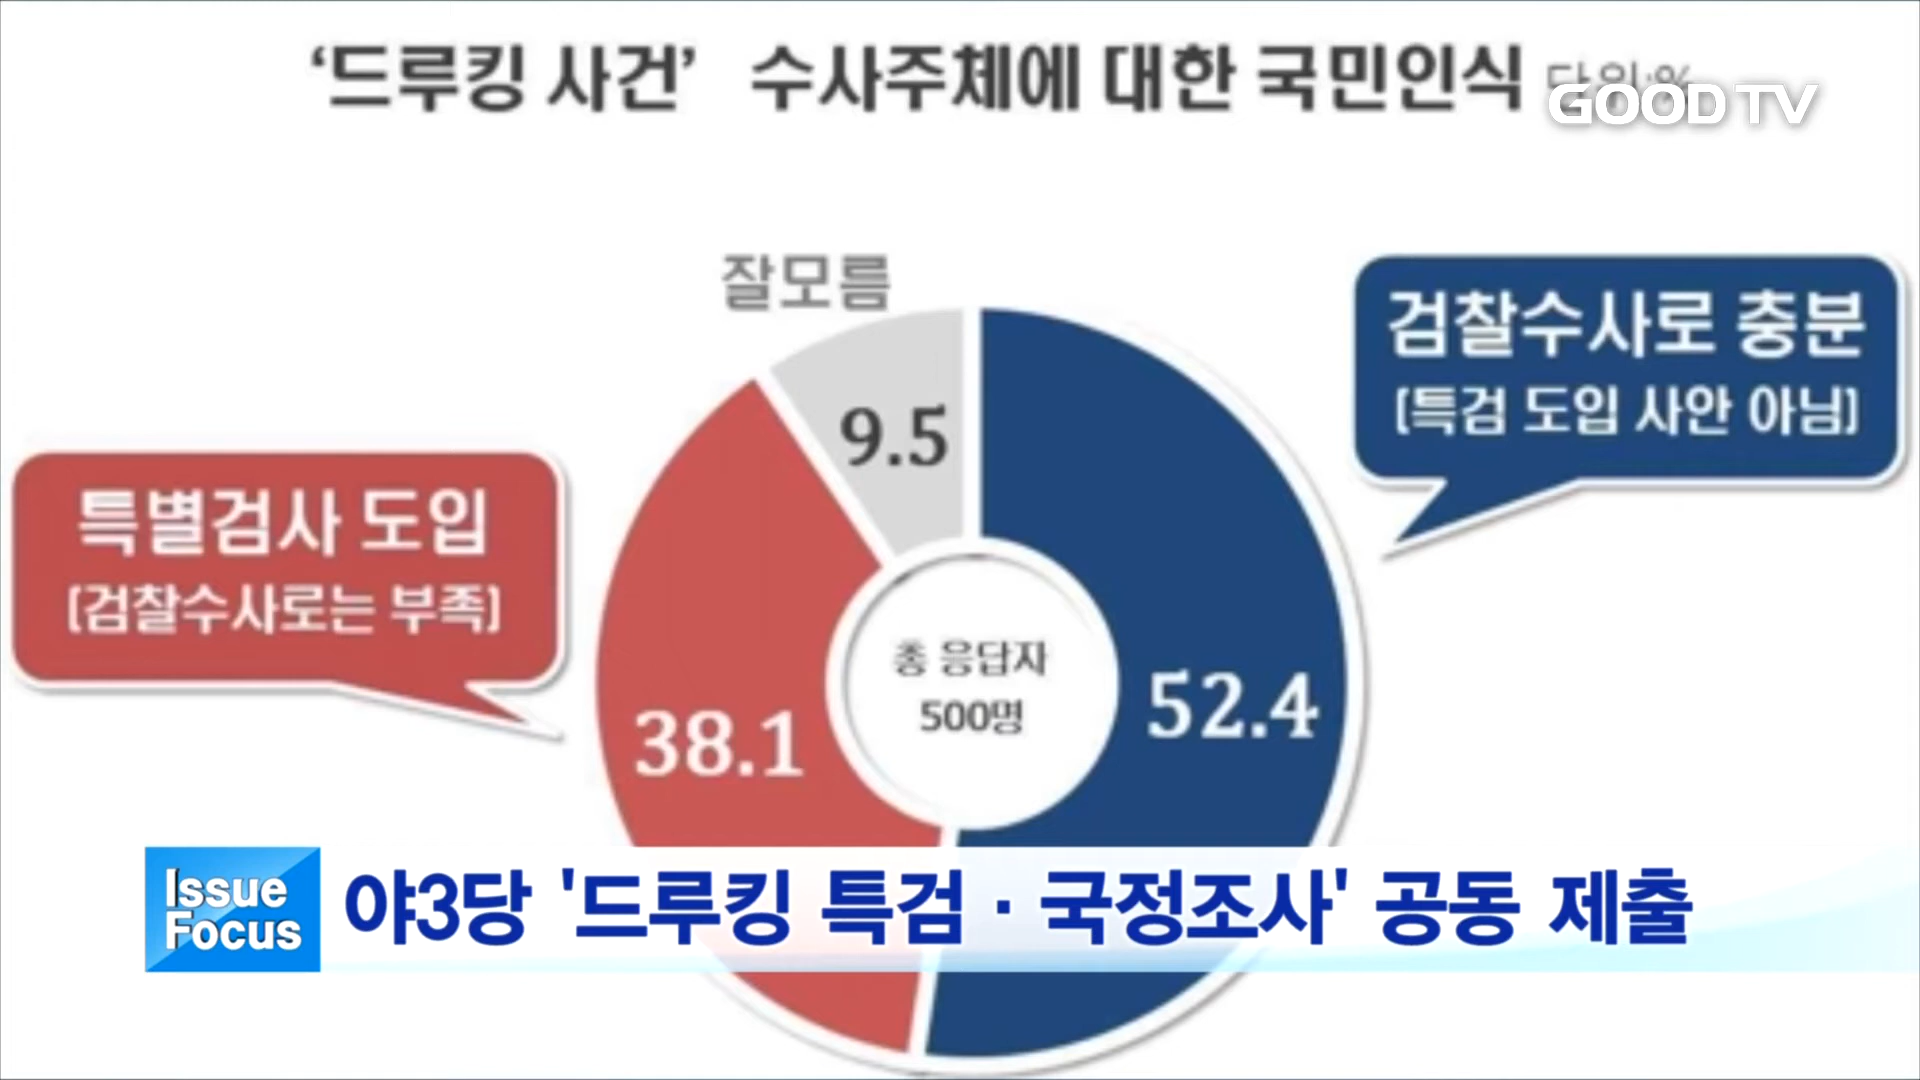 '드루킹 사건' 수사주체에 대한 국민인식 단위:%
GOOD TV
잘모름
검찰수사로 충분
[특검 도입 사안 아님]
9.5
특별검사 도입
[검찰수사로는 부족]
총 응답자
500명
52.4
38.1
Issue
Focus
야3당 '드루킹 특검·국정조사' 공동 제출